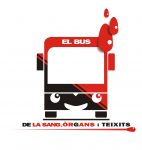 EL BUS
DE LA SANG, ÒRGANS i TEIXITS